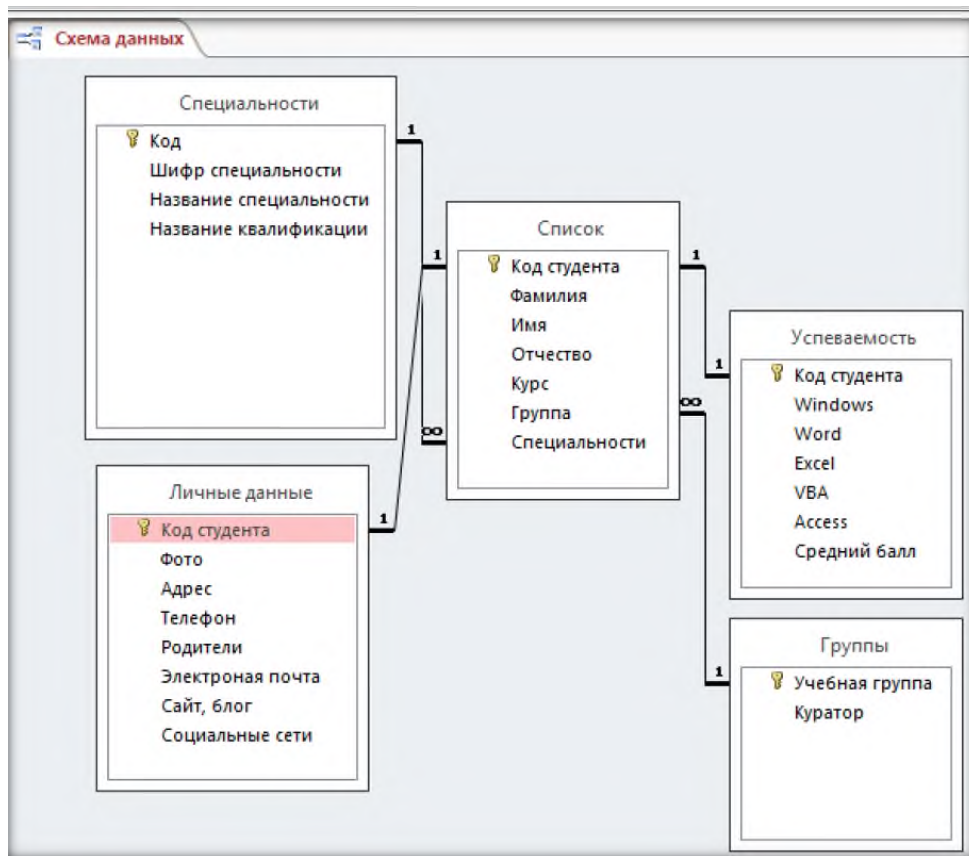 Схема данных
Специальности
Код
Шифр специальности
Название специальности
Название квалификации
1
∞
Личные данные
Код студента
Фото
Адрес
Телефон
Родители
Электроная почта
Сайт, блог
Социальные сети
1
1
Список
Код студента
Фамилия
Имя
Отчество
Курс
Группа
Специальности
1
∞
Успеваемость
1
Код студента
Windows
Word
Excel
VBA
Access
Средний балл
Группы
1
Учебная группа
Куратор